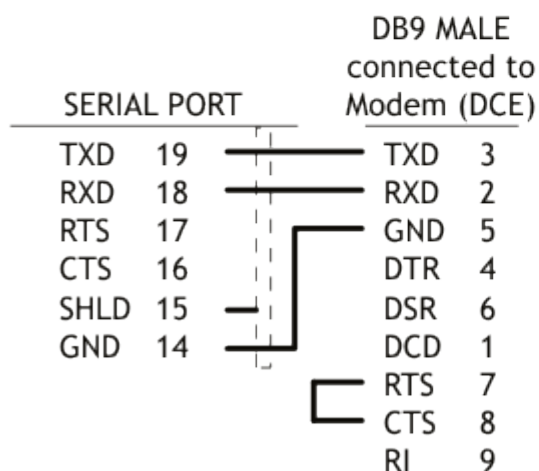 DB9 MALE
connected to
SERIAL PORT Modem (DCE)
TXD 19 TXD 3
RXD 18 RXD 2
RTS 17 GND 5
CTS 16 DTR 4
SHLD 15 DSR 6
GND 14 DCD 1
RTS 7
CTS 8
RI 9